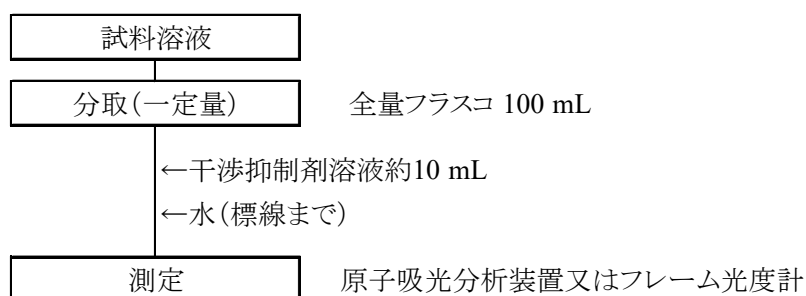 試料溶液
分取(一定量) 全量フラスコ 100 mL
←干渉抑制剤溶液約10 mL
←水(標線まで)
測定 原子吸光分析装置又はフレーム光度計